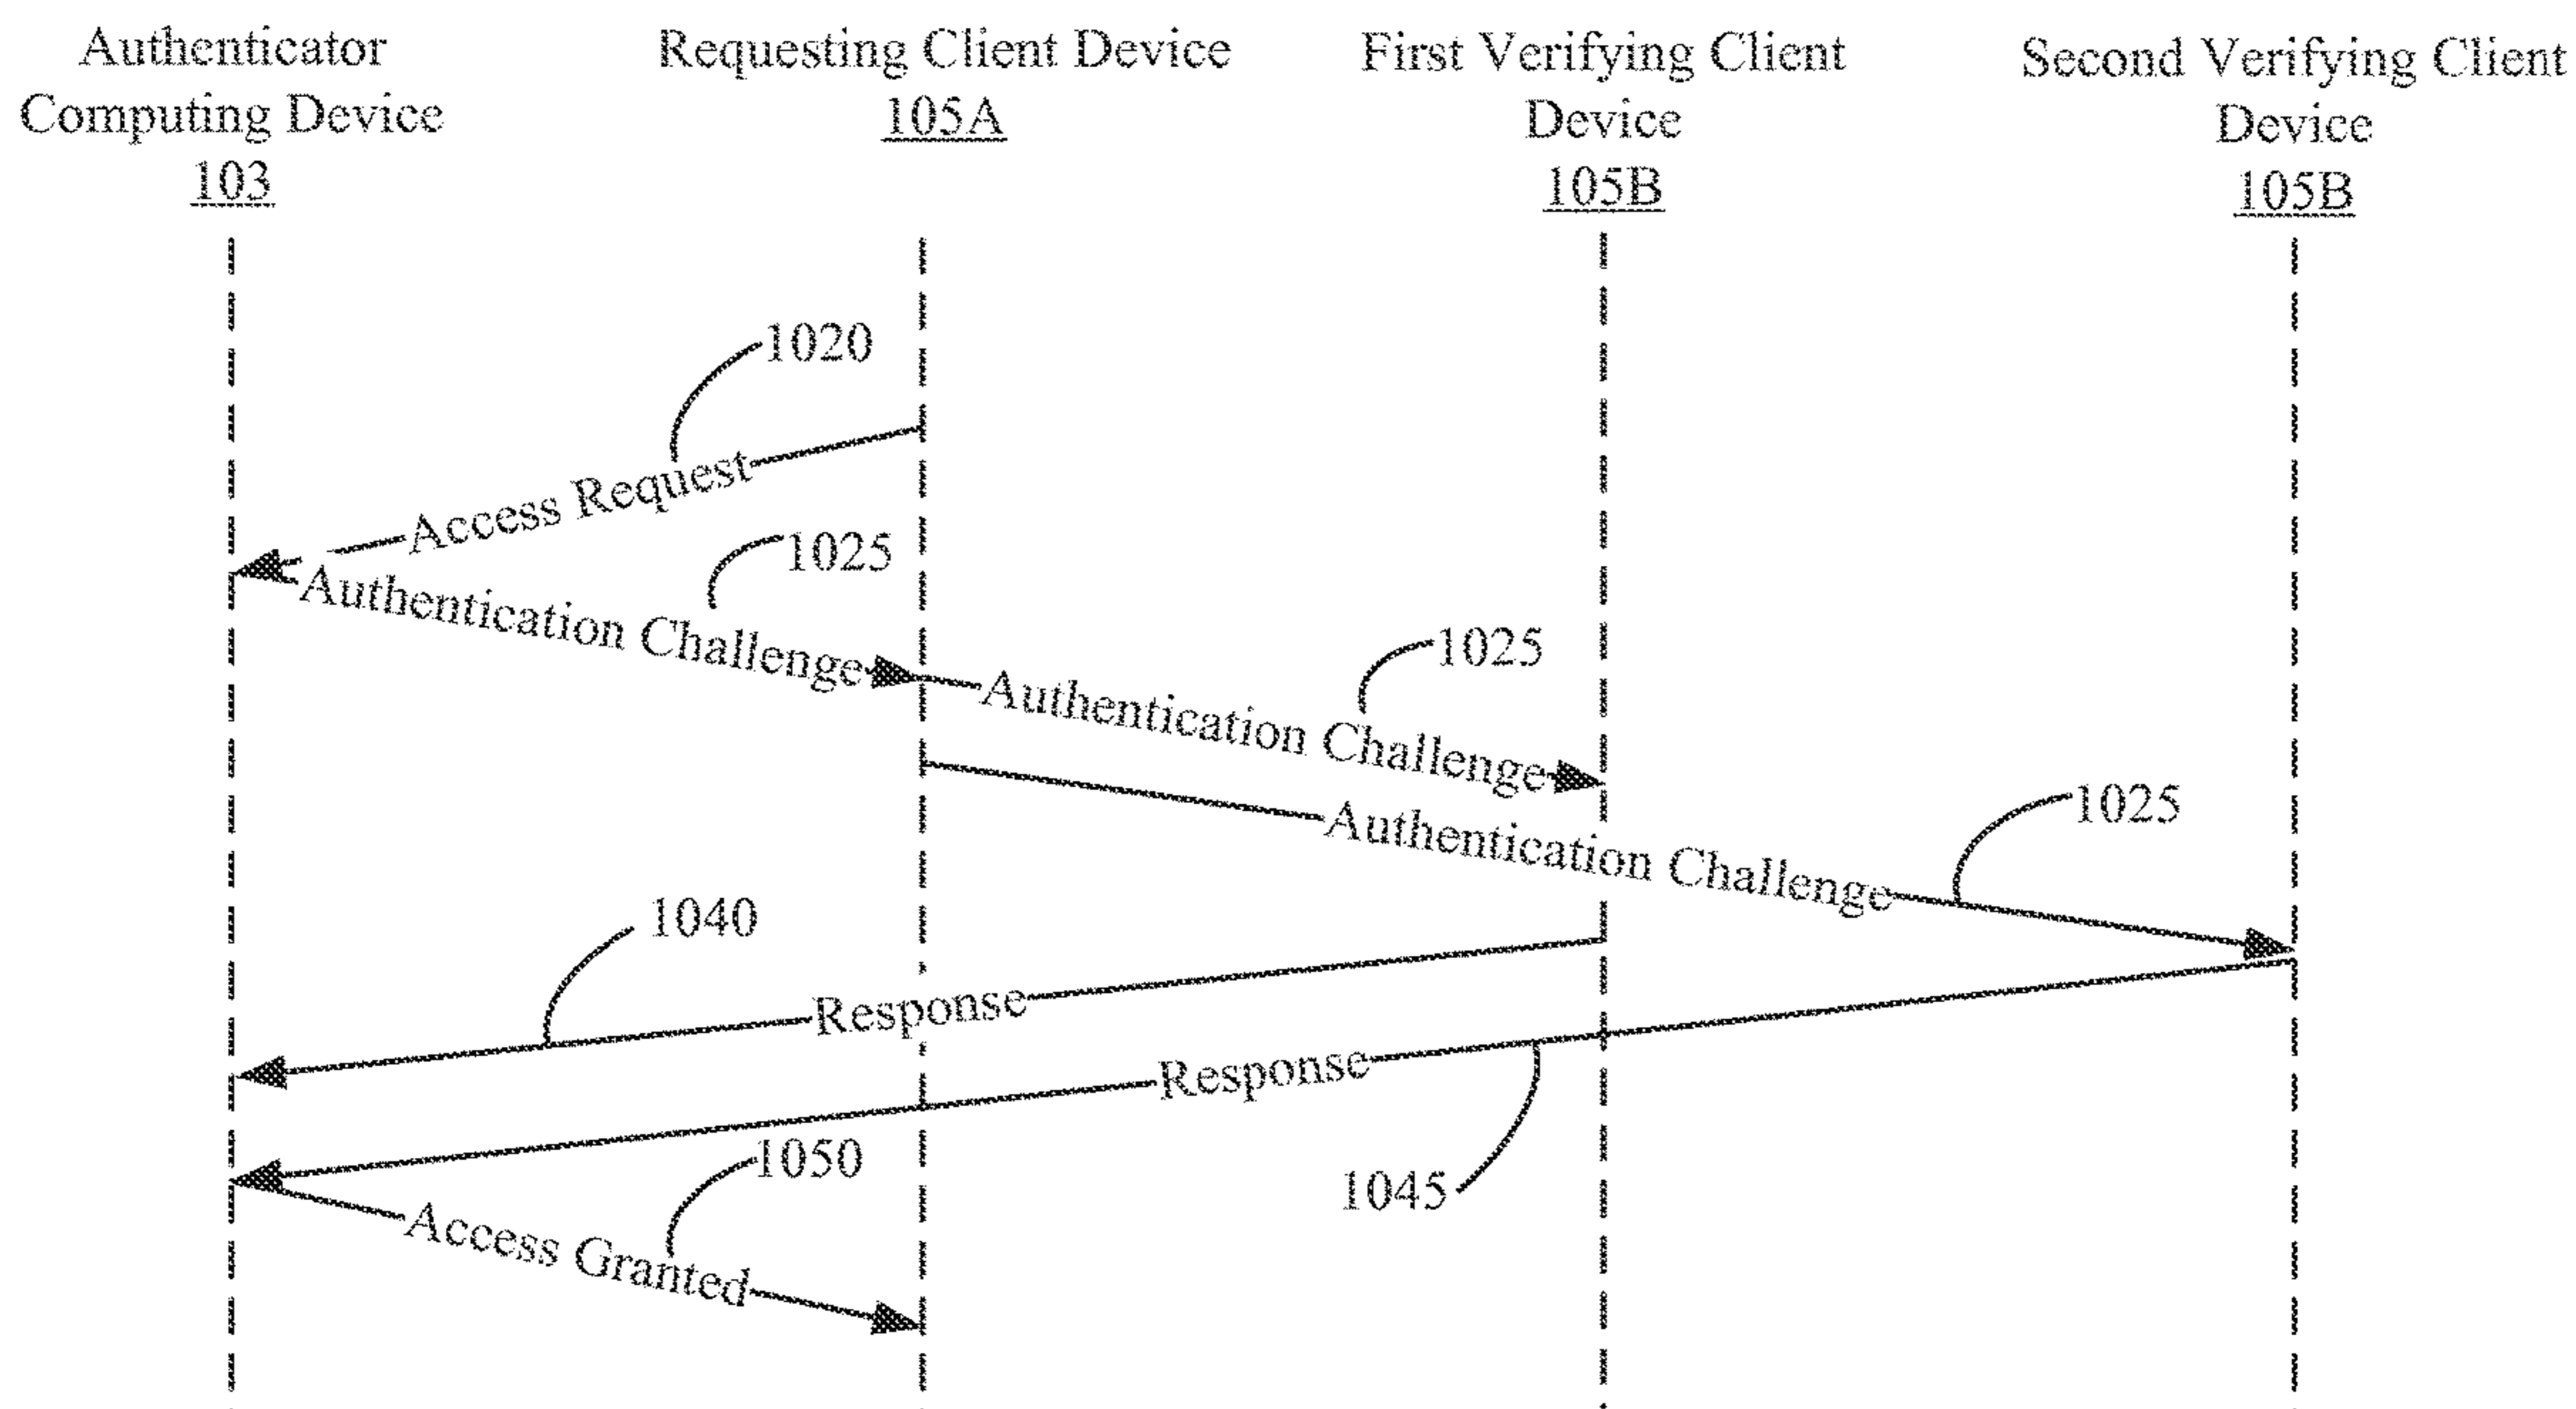 Authenticator
Computing Device
103
Requesting Client Device
105A
First Verifying Client
Device
105B
Second Verifying Client
Device
105B
1020
Access Request
1025
Authentication Challenge
1025
Authentication Challenge
1025
Authentication Challenge
1040
Response
Response
1045
1050
Access Granted